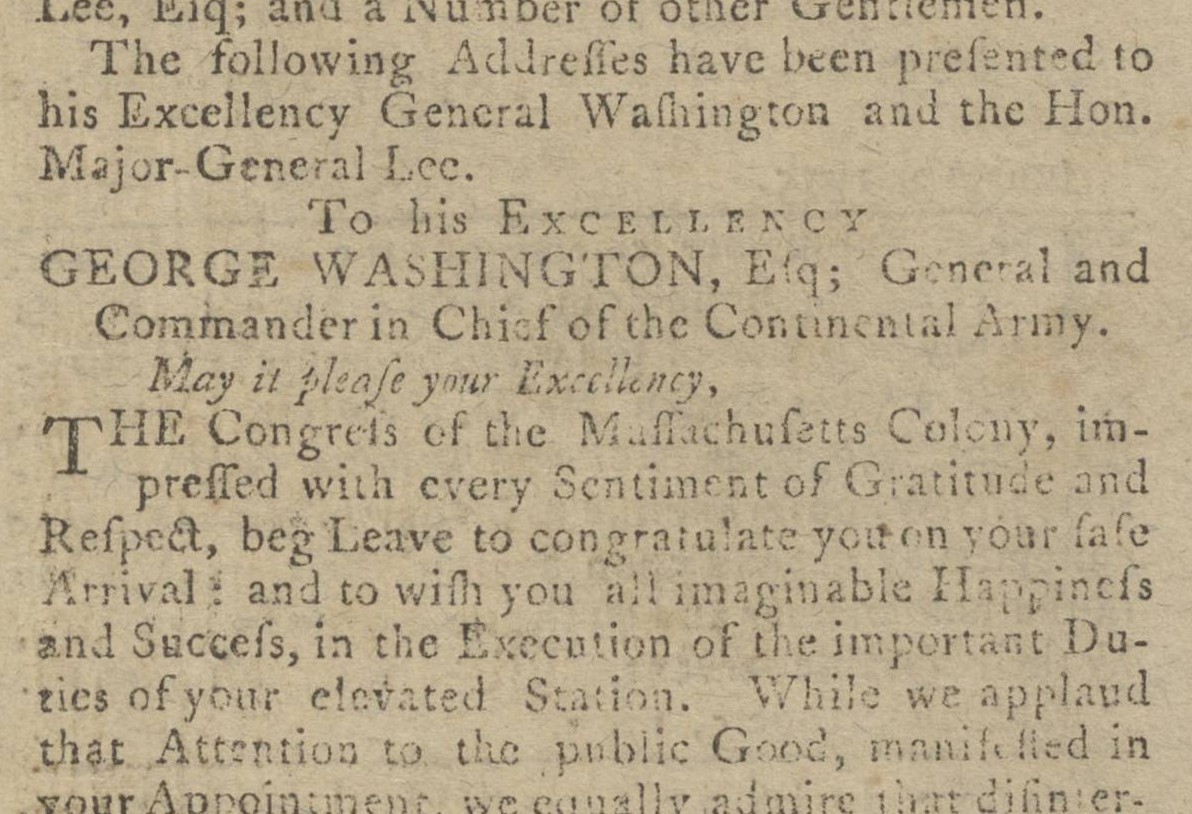 Lee, Eſq; and a Number of other Gentlemen.
The following Addreſſes have been preſented to
his Excellency General Waſhington and the Hon.
Major-General Lee.
To his EXCELLENCY
GEORGE WASHINGTON, Eſq; General and
Commander in Chief of the Continental Army.
May it pleaſe your Excellency,
THE Congreſs of the Maſſachuſetts Colony, im-
preſſed with every Sentiment of Gratitude and
Reſpect, beg Leave to congratulate you on your ſafe
Arrival: and to wiſh you all imaginable Happineſs
and Succeſs, in the Execution of the important Du-
ties of your elevated Station. While we applaud
that Attention to the public Good, manifeſted in
your Appointment, we equally admire that diſinter-